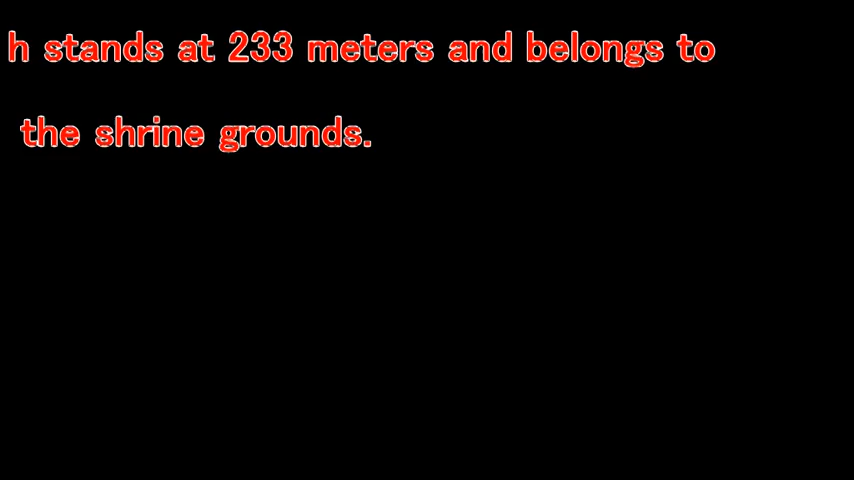 h stands at 233 meters and belongs to
the shrine grounds.